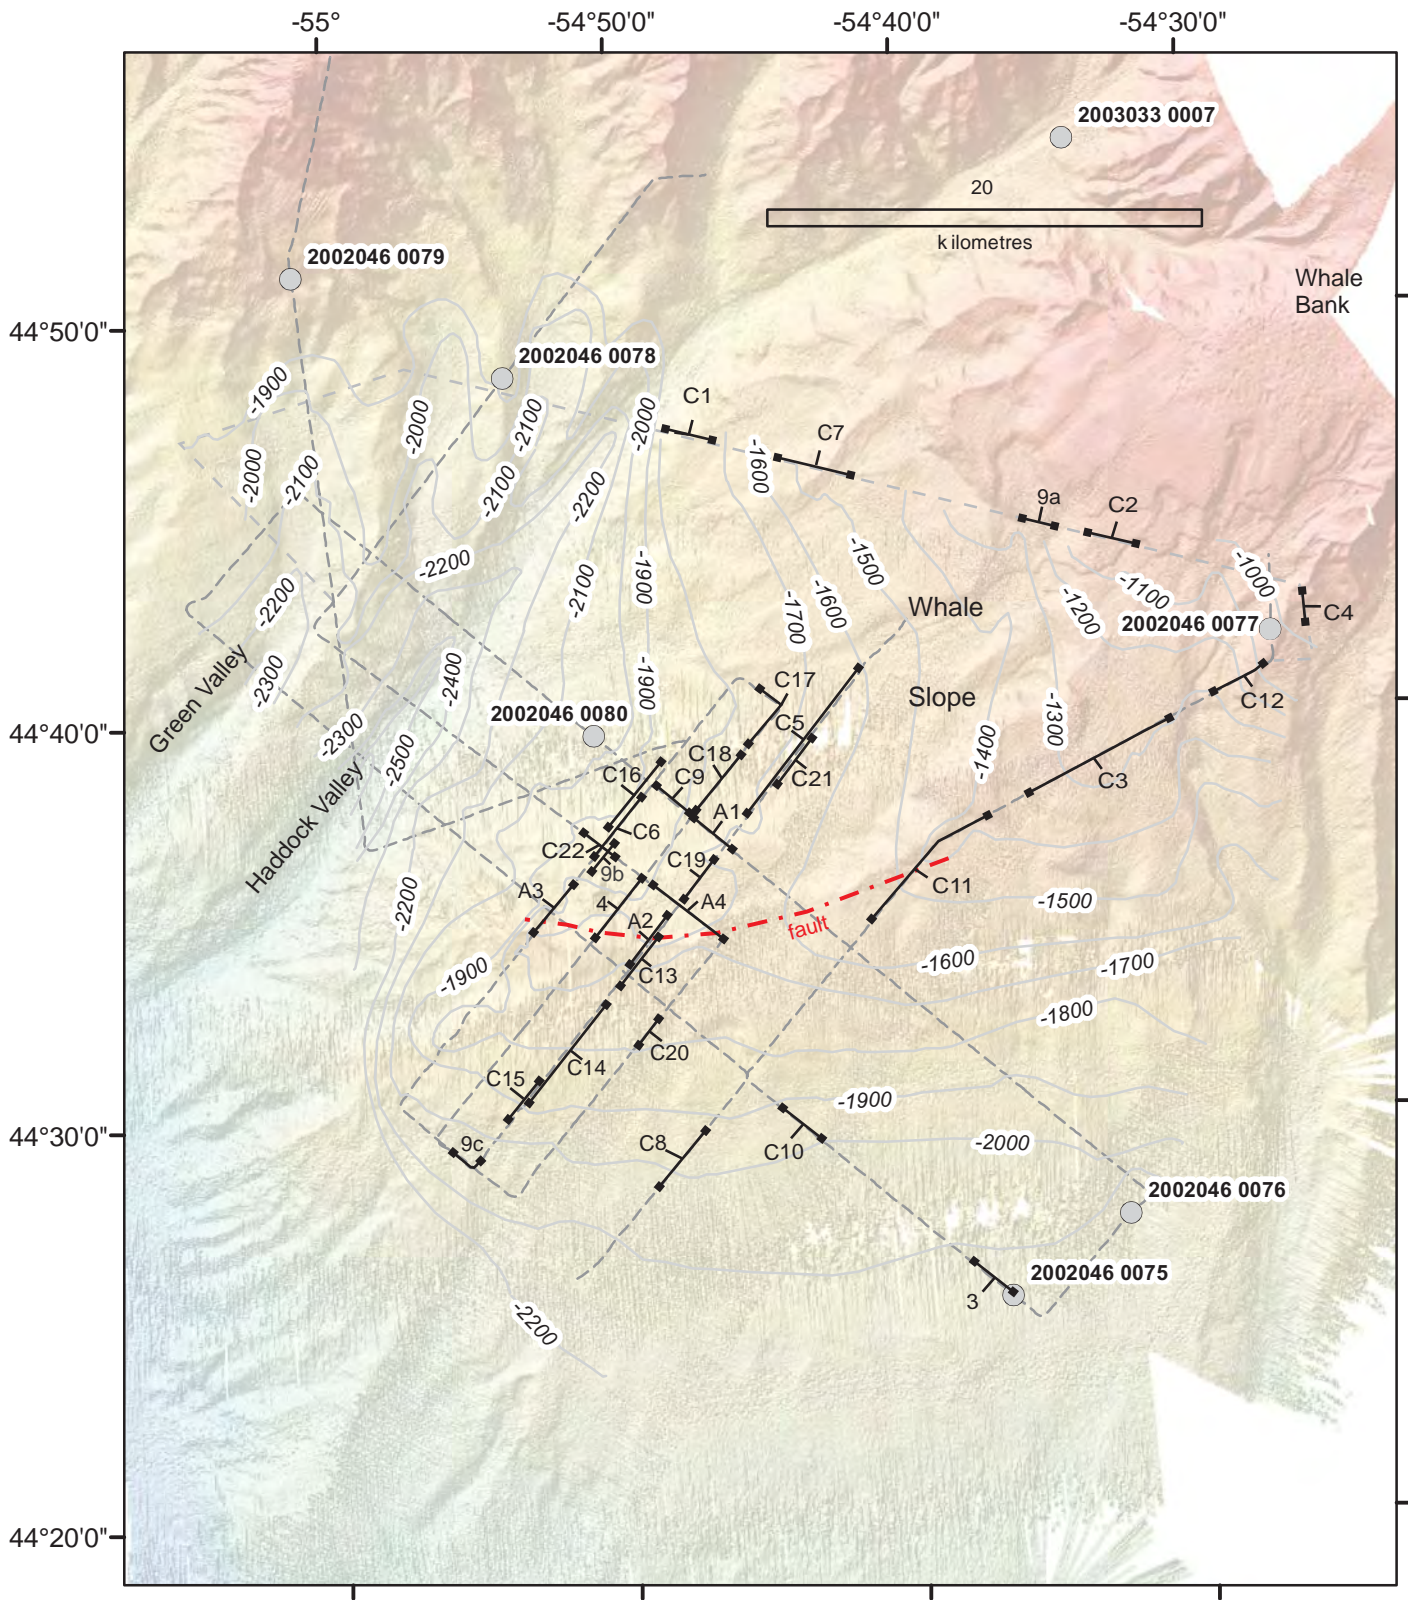 -55°
-54°50'0"
-54°40'0"
-54°30'0"
2003033 0007
20
kilometres
2002046 0079
Whale
Bank
44°50'0"
2002046 0078
-1900
C1
-2000
-2100
-2000
C7
-1600
-2000
-2100
-2100
-2200
9a
C2
-2200
-1500
-1000
-1900
-2100
-1100
-2200
-1700
-1600
Whale
-1200
C4
2002046 0077
Green Valley
-2300
-2400
-1900
C17
Slope
C12
2002046 0080
C5
-1300
44°40'0"
-2300
-1400
-2500
C18
C16
C9
C21
C3
Haddock Valley
A1
C6
C22
C19
9b
C11
A3
4
A4
-2200
A2
-1500
fault
-1900
C13
-1600
-1700
-1800
C20
C14
C15
-1900
44°30'0"
9c
C8
C10
-2000
2002046 0076
2002046 0075
3
-2200
44°20'0"